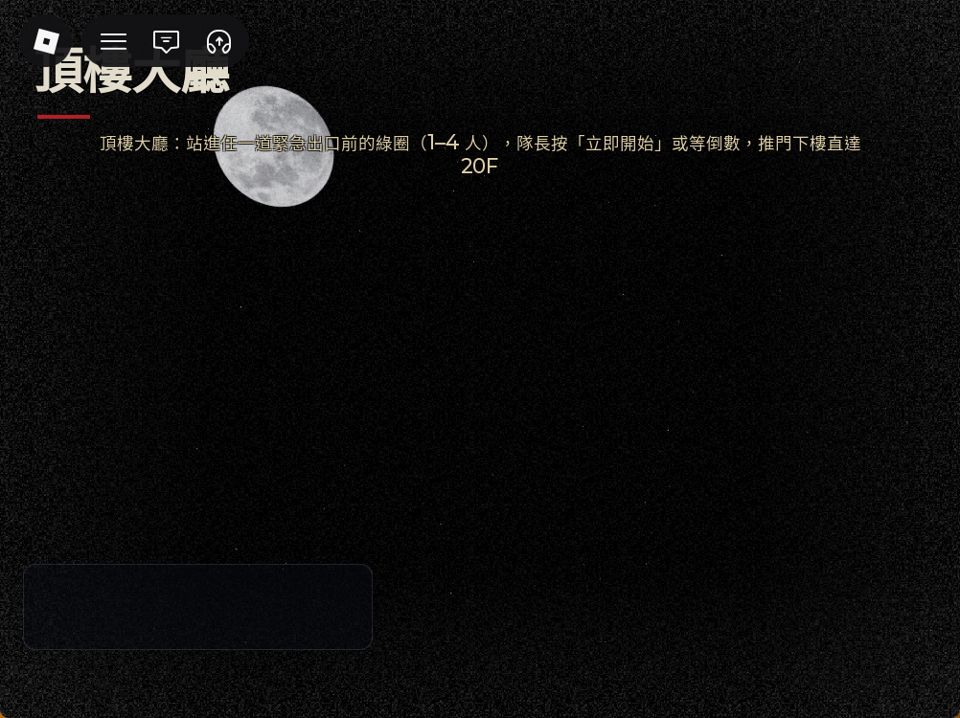 頂樓大廳
頂樓大廳：站進任一道緊急出口前的綠圈（1–4 人），隊長按「立即開始」或等倒數，推門下樓直達
20F